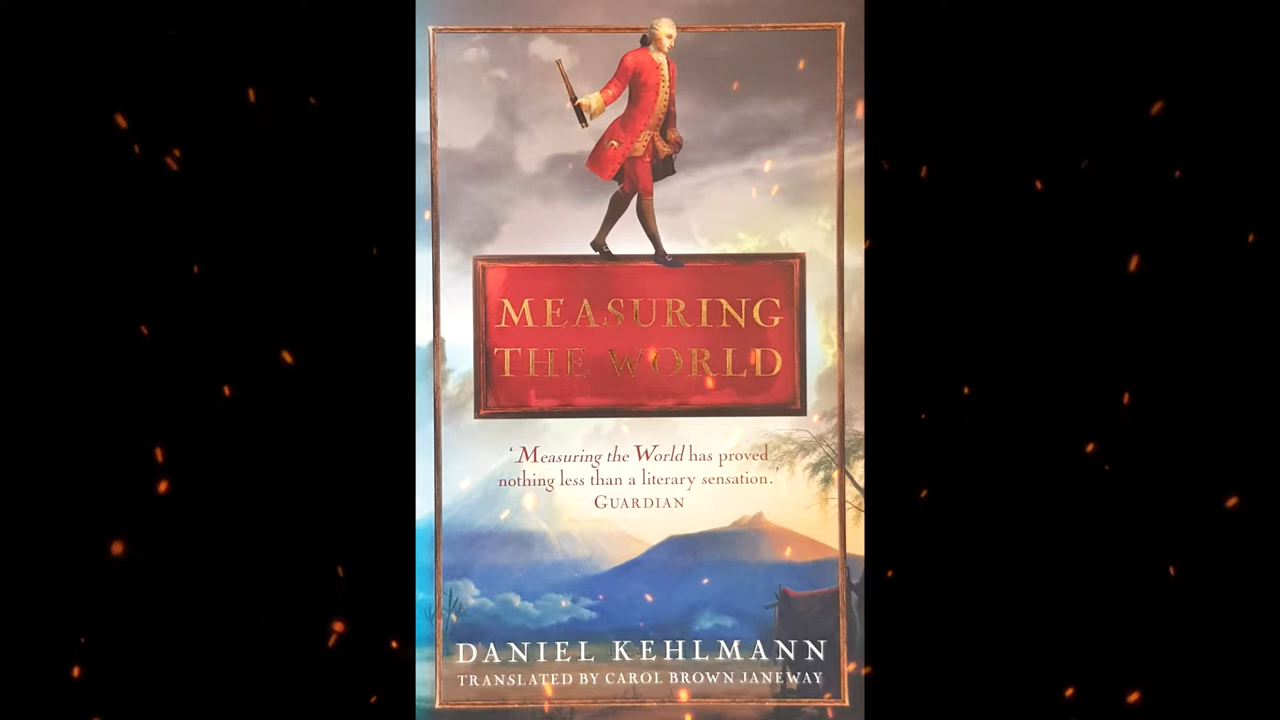 MEASURING
THE WORLD
‘Measuring the World has proved
nothing less than a literary sensation.’
GUARDIAN
DANIEL KEHLMANN
TRANSLATED BY CAROL BROWN JANEWAY